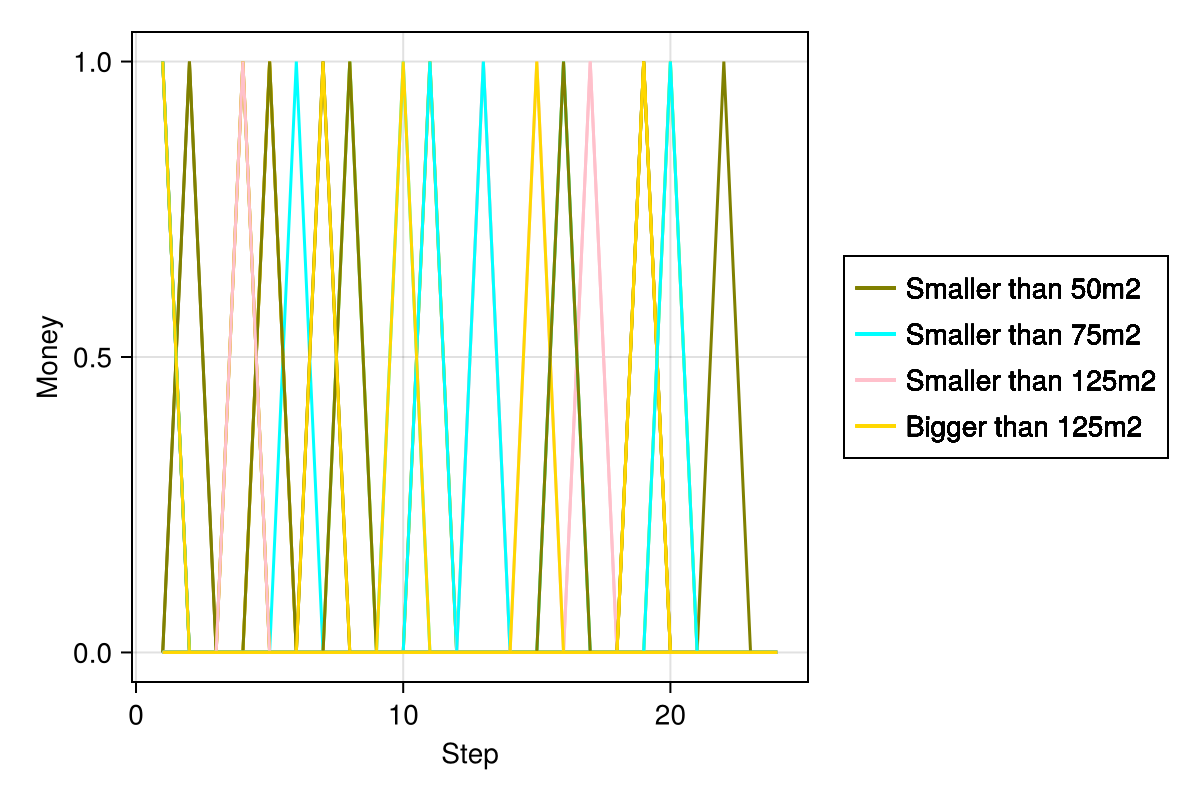 1.0
0.5
0.0
Money
0
10
20
Step
Smaller than 50m2
Smaller than 75m2
Smaller than 125m2
Bigger than 125m2